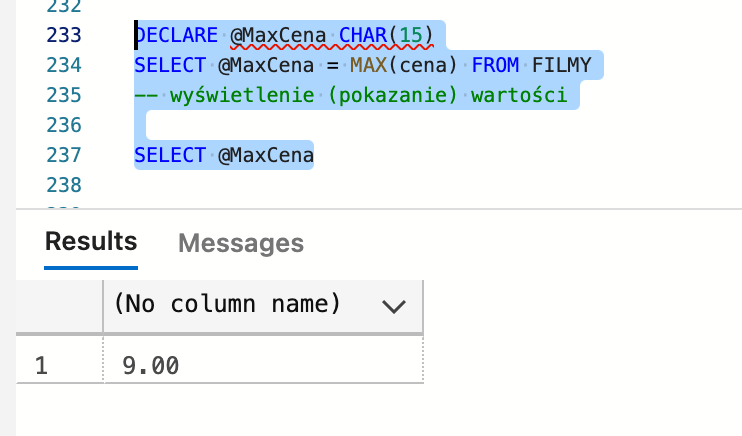 232
233 DECLARE @MaxCena CHAR(15)
234 SELECT @MaxCena = MAX(cena) FROM FILMY
235 -- wyświetlenie (pokazanie) wartości
236
237 SELECT @MaxCena
238
Results Messages
(No column name)
1 9.00